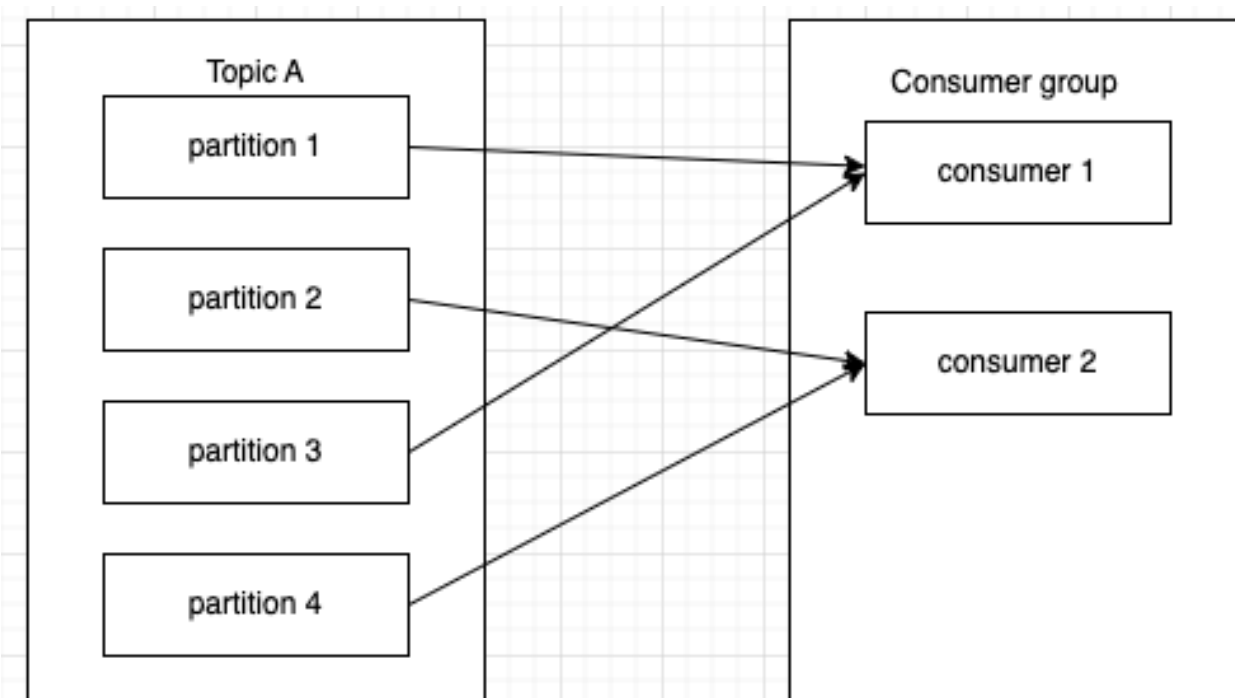 Topic A
partition 1
partition 2
partition 3
partition 4
Consumer group
consumer 1
consumer 2